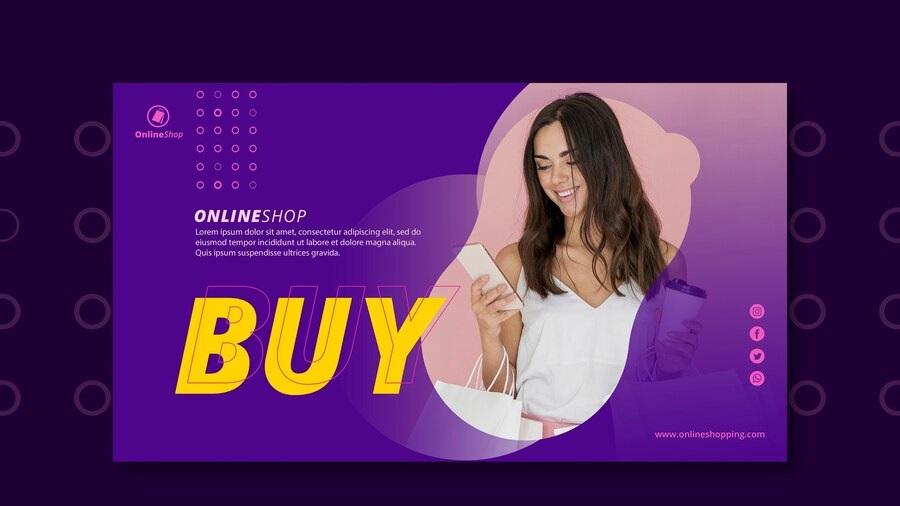 OnlineShop
ONLINESHOP
Lorem ipsum dolor sit amet, consectetur adipiscing elit, sed do
eiusmod tempor incididunt ut labore et dolore magna aliqua.
Quis ipsum suspendisse ultrices gravida.
BUY
BUY
www.onlineshopping.com